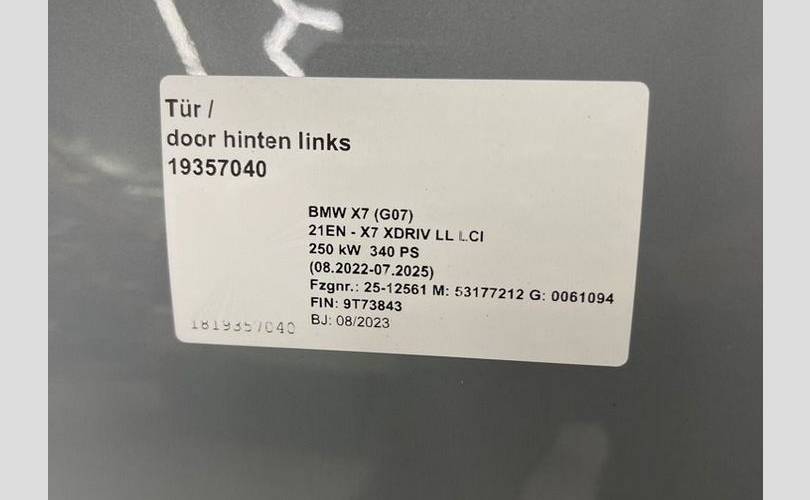 Tür /
door hinten links
19357040
BMW X7 (G07)
21EN - X7 XDRIV LL LCI
250 kW 340 PS
(08.2022-07.2025)
Fzgnr.: 25-12561 M: 53177212 G: 0061094
FIN: 9T73843
BJ: 08/2023
1819357040